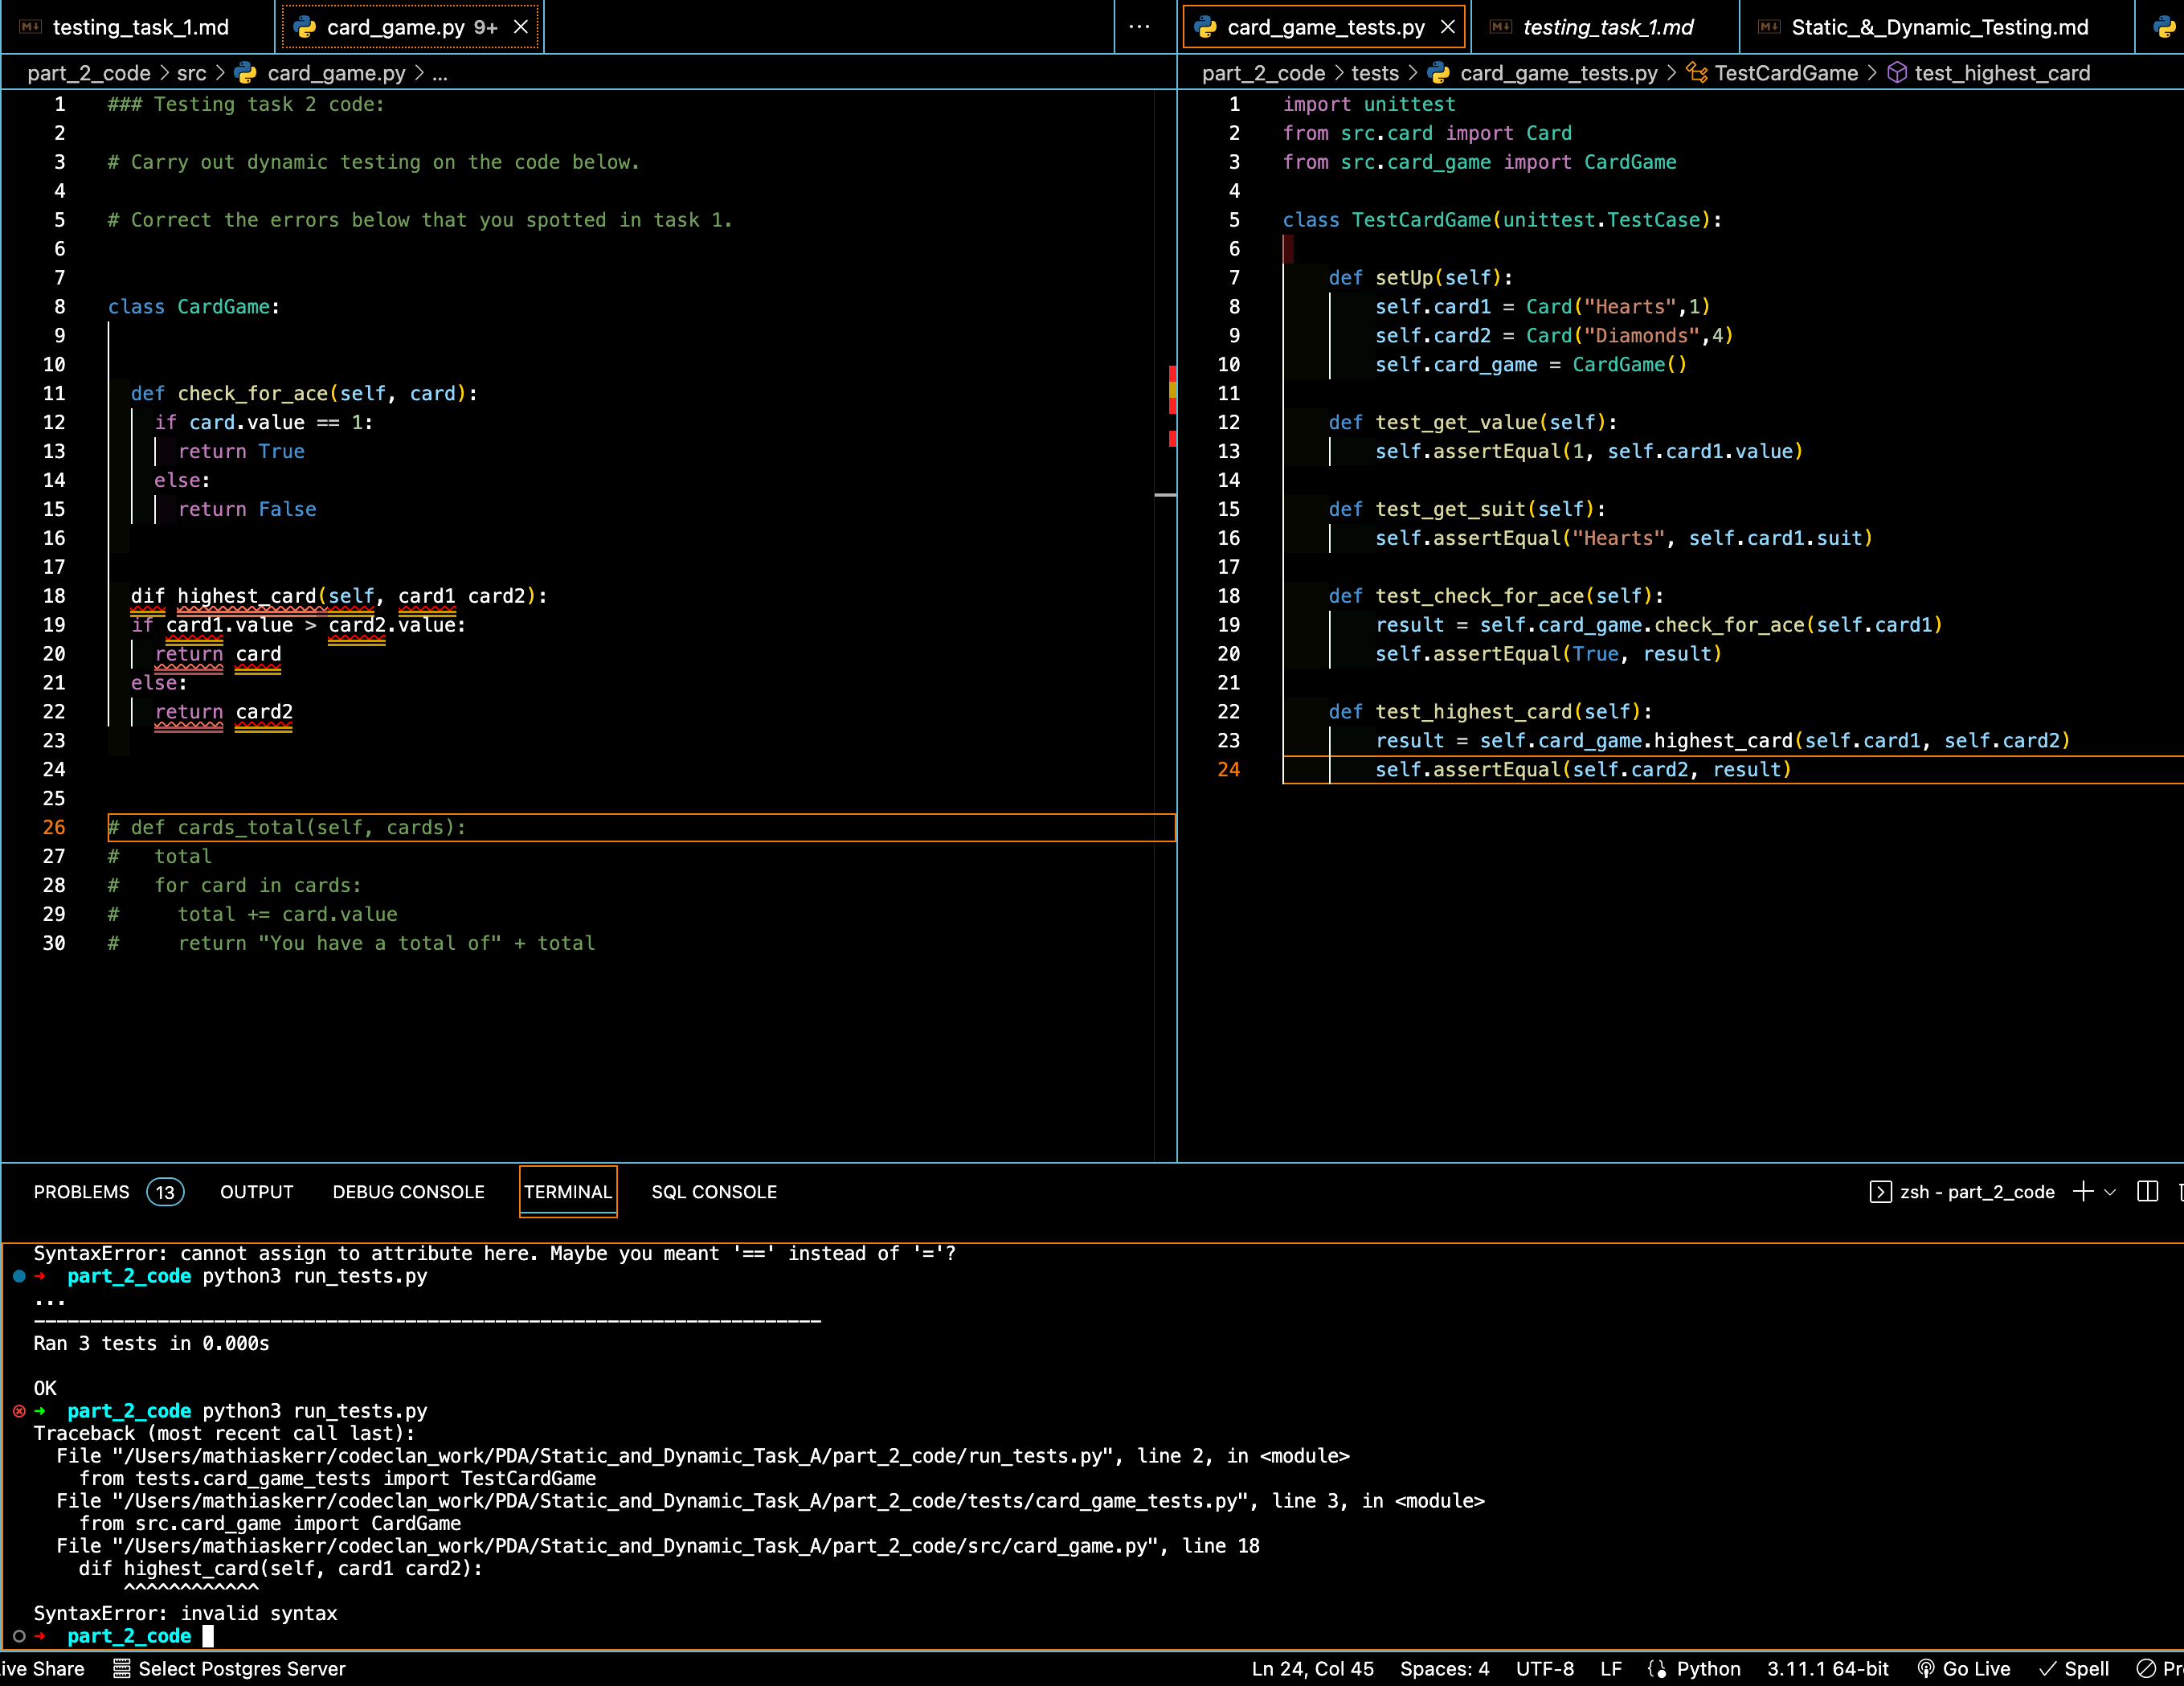 testing_task_1.md
card_game.py 9+
part_2_code > src > card_game.py > ...
1 ### Testing task 2 code:
2
3 # Carry out dynamic testing on the code below.
4
5 # Correct the errors below that you spotted in task 1.
6
7
8 class CardGame:
9
10
11   def check_for_ace(self, card):
12     if card.value == 1:
13       return True
14     else:
15       return False
16
17
18   dif highest_card(self, card1 card2):
19   if card1.value > card2.value:
20     return card
21   else:
22     return card2
23
24
25
26 # def cards_total(self, cards):
27 #   total
28 #   for card in cards:
29 #     total += card.value
30 #     return "You have a total of" + total
card_game_tests.py
testing_task_1.md
Static_&_Dynamic_Testing.md
part_2_code > tests > card_game_tests.py > TestCardGame > test_highest_card
1 import unittest
2 from src.card import Card
3 from src.card_game import CardGame
4
5 class TestCardGame(unittest.TestCase):
6
7     def setUp(self):
8         self.card1 = Card("Hearts",1)
9         self.card2 = Card("Diamonds",4)
10         self.card_game = CardGame()
11
12     def test_get_value(self):
13         self.assertEqual(1, self.card1.value)
14
15     def test_get_suit(self):
16         self.assertEqual("Hearts", self.card1.suit)
17
18     def test_check_for_ace(self):
19         result = self.card_game.check_for_ace(self.card1)
20         self.assertEqual(True, result)
21
22     def test_highest_card(self):
23         result = self.card_game.highest_card(self.card1, self.card2)
24         self.assertEqual(self.card2, result)
PROBLEMS 13 OUTPUT DEBUG CONSOLE TERMINAL SQL CONSOLE
zsh - part_2_code
SyntaxError: cannot assign to attribute here. Maybe you meant '==' instead of '='?
→ part_2_code python3 run_tests.py
...
----------------------------------------------------------------------
Ran 3 tests in 0.000s
OK
→ part_2_code python3 run_tests.py
Traceback (most recent call last):
  File "/Users/mathiaskerr/codeclan_work/PDA/Static_and_Dynamic_Task_A/part_2_code/run_tests.py", line 2, in <module>
    from tests.card_game_tests import TestCardGame
  File "/Users/mathiaskerr/codeclan_work/PDA/Static_and_Dynamic_Task_A/part_2_code/tests/card_game_tests.py", line 3, in <module>
    from src.card_game import CardGame
  File "/Users/mathiaskerr/codeclan_work/PDA/Static_and_Dynamic_Task_A/part_2_code/src/card_game.py", line 18
    dif highest_card(self, card1 card2):
        ^^^^^^^^^^^^
SyntaxError: invalid syntax
→ part_2_code
ive Share Select Postgres Server
Ln 24, Col 45 Spaces: 4 UTF-8 LF Python 3.11.1 64-bit Go Live Spell Pr